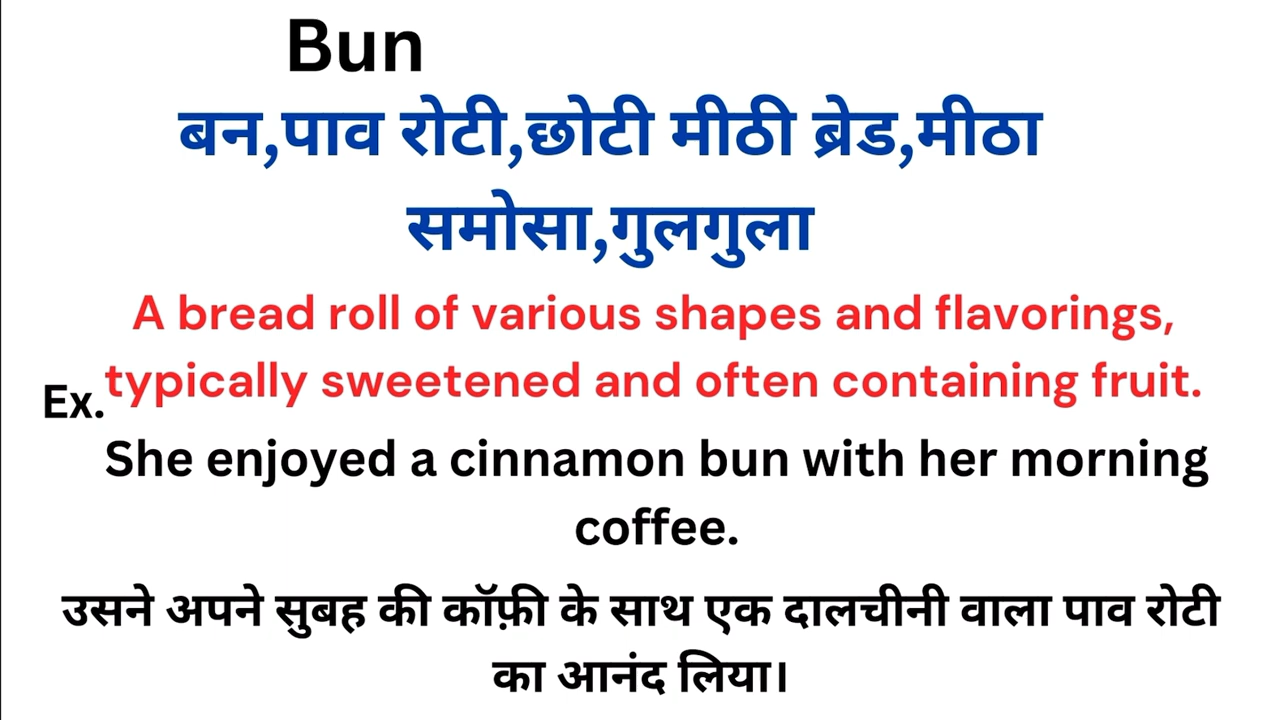 Bun
बन,पाव रोटी,छोटी मीठी ब्रेड,मीठा
समोसा,गुलगुला
A bread roll of various shapes and flavorings,
typically sweetened and often containing fruit.
Ex.
She enjoyed a cinnamon bun with her morning
coffee.
उसने अपने सुबह की कॉफ़ी के साथ एक दालचीनी वाला पाव रोटी
का आनंद लिया।